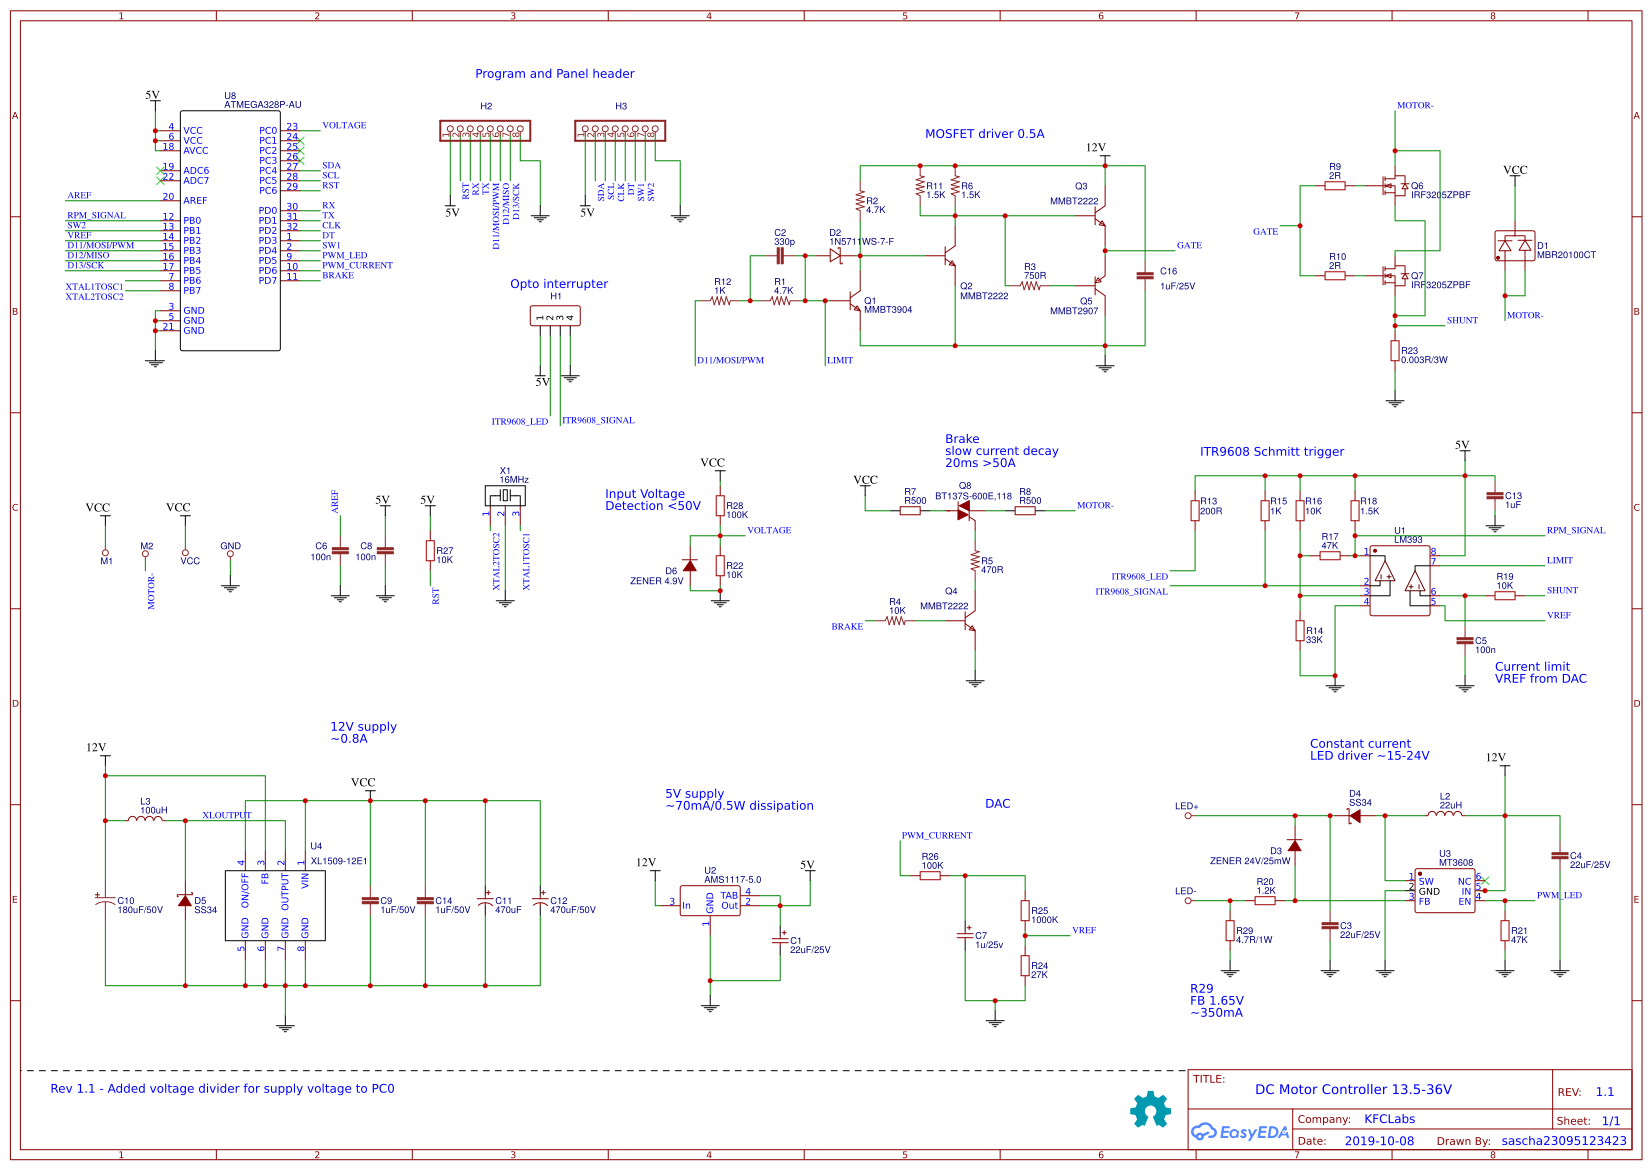 1 2 3 4 5 6 7 8
A A
B B
C C
D D
E E
Program and Panel header
5V
U8
ATMEGA328P-AU
4 VCC
6 VCC
18 AVCC
19 ADC6
22 ADC7
AREF 20 AREF
RPM_SIGNAL 12 PB0
SW2 13 PB1
VREF 14 PB2
D11/MOSI/PWM 15 PB3
D12/MISO 16 PB4
D13/SCK 17 PB5
XTAL1TOSC1 7 PB6
XTAL2TOSC2 8 PB7
3 GND
5 GND
21 GND
PC0 23 VOLTAGE
PC1 24
PC2 25
PC3 26
PC4 27 SDA
PC5 28 SCL
PC6 29 RST
PD0 30 RX
PD1 31 TX
PD2 32 CLK
PD3 1 DT
PD4 2 SW1
PD5 9 PWM_LED
PD6 10 PWM_CURRENT
PD7 11 BRAKE
H2
1 2 3 4 5 6 7 8
5V RST RX TX D11/MOSI/PWM D12/MISO D13/SCK
H3
1 2 3 4 5 6 7 8
5V SDA SCL CLK DT SW1 SW2
Opto interrupter
H1
1 2 3 4
5V
ITR9608_LED ITR9608_SIGNAL
MOSFET driver 0.5A
12V
R2
4.7K
R11
1.5K
R6
1.5K
Q3
MMBT2222
C2
330p
D2
1N5711WS-7-F
R12
1K
R1
4.7K
Q1
MMBT3904
Q2
MMBT2222
R3
750R
Q5
MMBT2907
GATE
C16
1uF/25V
D11/MOSI/PWM
LIMIT
MOTOR-
R9
2R
Q6
IRF3205ZPBF
GATE
R10
2R
Q7
IRF3205ZPBF
SHUNT
R23
0.003R/3W
VCC
D1
MBR20100CT
MOTOR-
VCC
M1
M2
MOTOR-
VCC
VCC
GND
AREF
C6
100n
5V
C8
100n
5V
R27
10K
RST
X1
16MHz
1 2 3
XTAL2TOSC2
XTAL1TOSC1
Input Voltage
Detection <50V
VCC
R28
100K
VOLTAGE
D6
ZENER 4.9V
R22
10K
Brake
slow current decay
20ms >50A
VCC
R7
R500
Q8
BT137S-600E,118
R8
R500
MOTOR-
R5
470R
Q4
MMBT2222
R4
10K
BRAKE
ITR9608 Schmitt trigger
5V
R13
200R
R15
1K
R16
10K
R18
1.5K
C13
1uF
R17
47K
U1
LM393
1 2 3 4
8 7 6 5
RPM_SIGNAL
LIMIT
R19
10K
SHUNT
VREF
ITR9608_LED
ITR9608_SIGNAL
R14
33K
C5
100n
Current limit
VREF from DAC
12V supply
~0.8A
12V
L3
100uH
XLOUTPUT
VCC
U4
XL1509-12E1
4 3 2 1
ON/OFF FB OUTPUT VIN
GND GND GND GND
5 6 7 8
C10
180uF/50V
D5
SS34
C9
1uF/50V
C14
1uF/50V
C11
470uF
C12
470uF/50V
5V supply
~70mA/0.5W dissipation
12V
U2
AMS1117-5.0
3 In
GND
1
TAB 4
Out 2
5V
C1
22uF/25V
DAC
PWM_CURRENT
R26
100K
R25
1000K
VREF
C7
1u/25v
R24
27K
Constant current
LED driver ~15-24V
12V
LED+
D4
SS34
L2
22uH
D3
ZENER 24V/25mW
U3
MT3608
1 SW
2 GND
3 FB
NC 6
IN 5
EN 4
C4
22uF/25V
LED-
R20
1.2K
PWM_LED
R29
4.7R/1W
C3
22uF/25V
R21
47K
R29
FB 1.65V
~350mA
Rev 1.1 - Added voltage divider for supply voltage to PC0
TITLE:
DC Motor Controller 13.5-36V
REV: 1.1
EasyEDA
Company: KFCLabs
Sheet: 1/1
Date: 2019-10-08 Drawn By: sascha23095123423
1 2 3 4 5 6 7 8